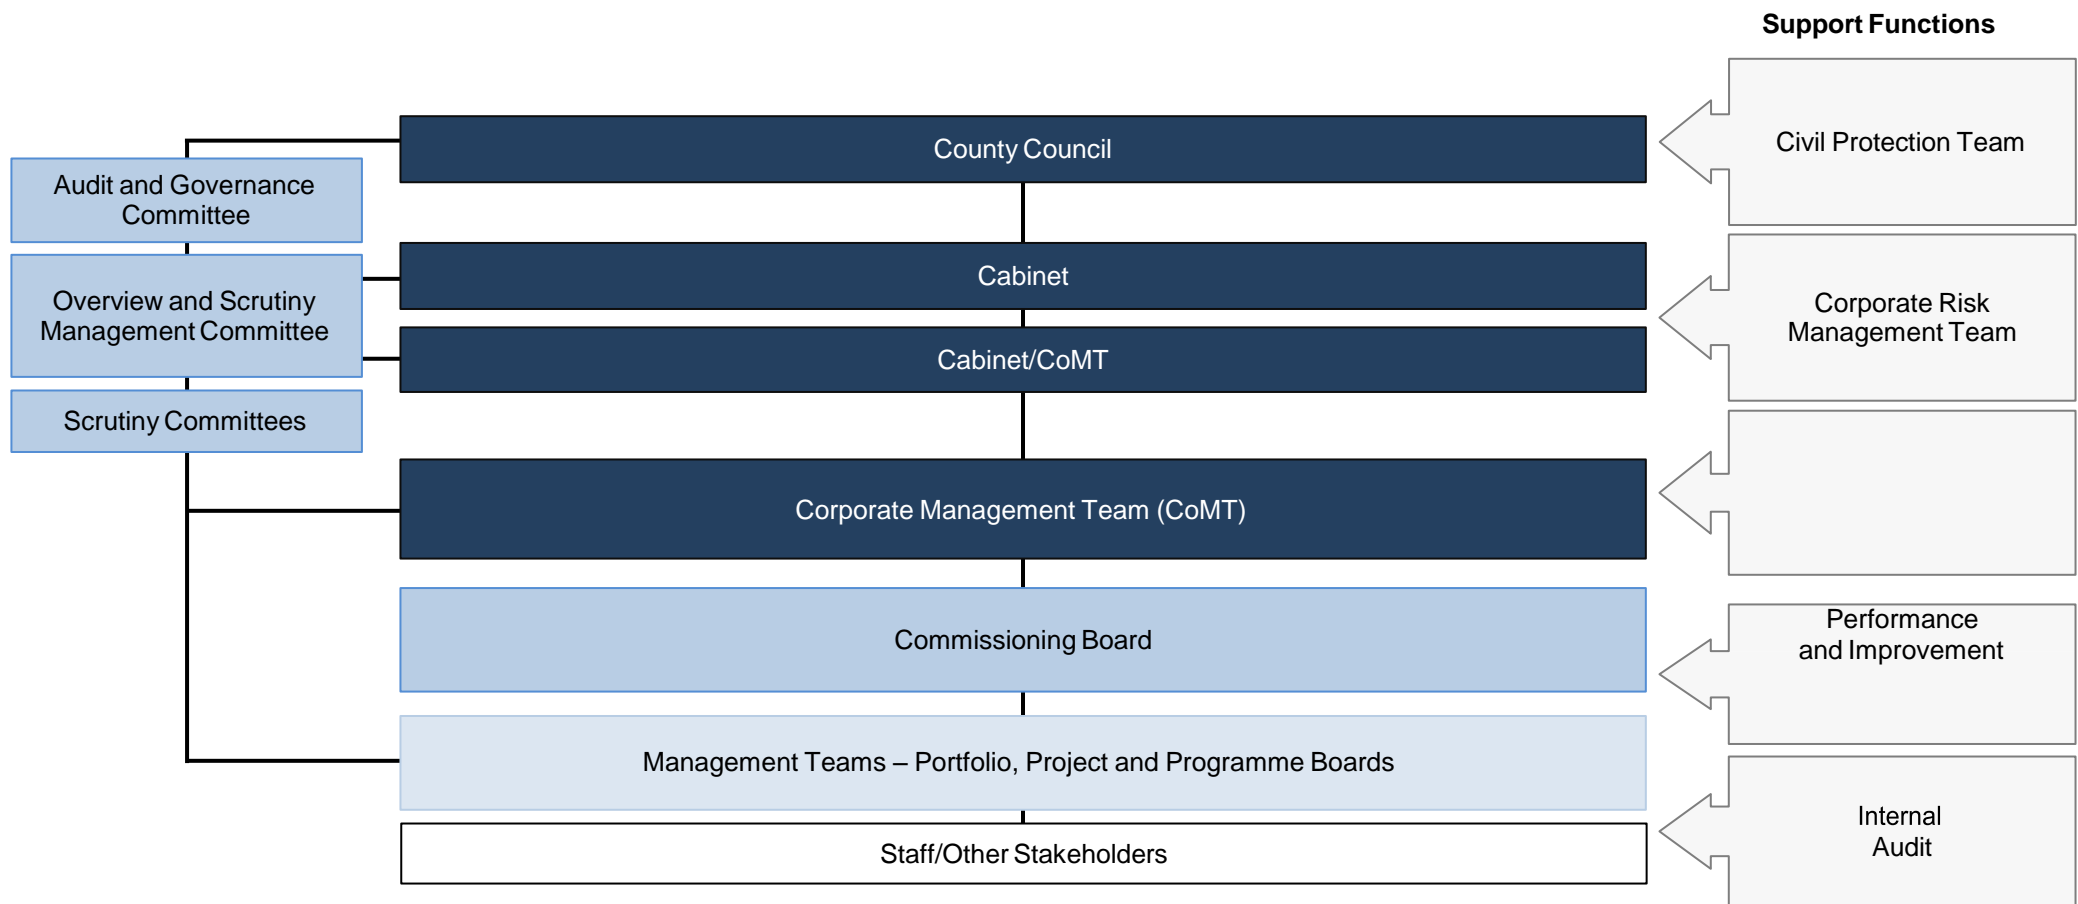 Support Functions
County Council
Civil Protection Team
Audit and Governance
Committee
Cabinet
Overview and Scrutiny
Management Committee
Corporate Risk
Management Team
Cabinet/CoMT
Scrutiny Committees
Corporate Management Team (CoMT)
Commissioning Board
Performance
and Improvement
Management Teams – Portfolio, Project and Programme Boards
Internal
Audit
Staff/Other Stakeholders